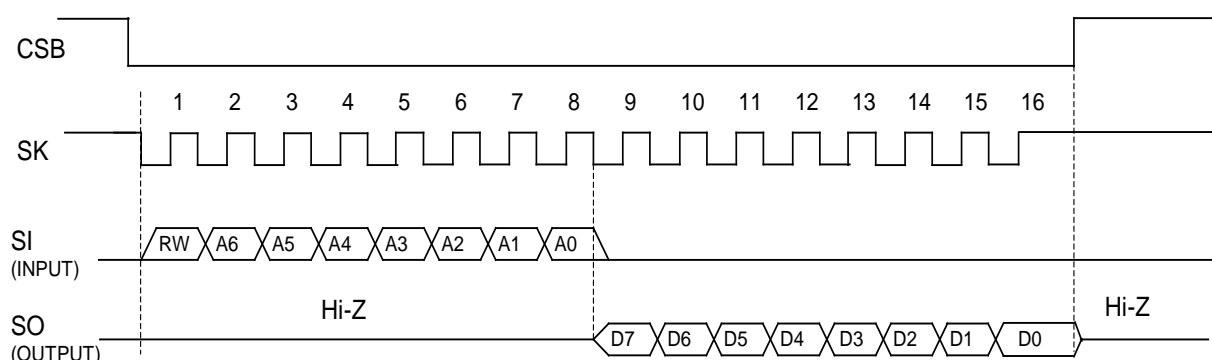 CSB
1 2 3 4 5 6 7 8 9 10 11 12 13 14 15 16
SK
SI
(INPUT)
RW A6 A5 A4 A3 A2 A1 A0
Hi-Z
Hi-Z
SO
(OUTPUT)
D7 D6 D5 D4 D3 D2 D1 D0